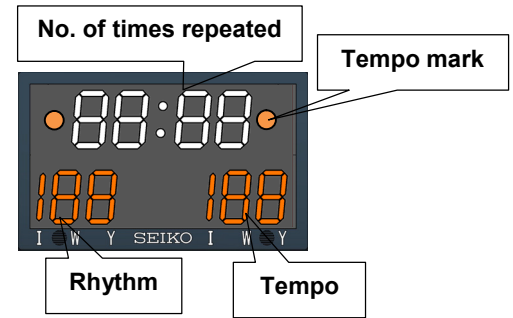 No. of times repeated
Tempo mark
88:88
188 188
I W Y SEIKO I W Y
Rhythm
Tempo